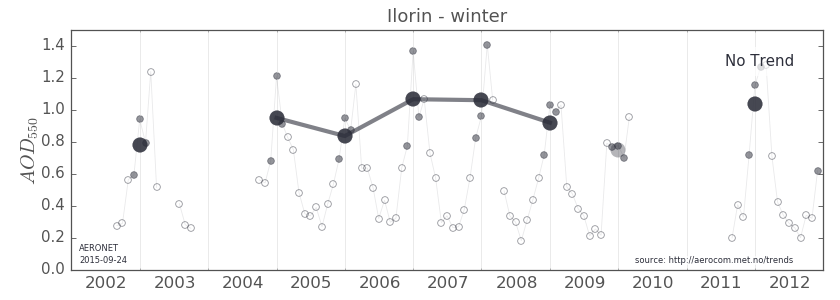 Ilorin - winter
No Trend
1.4
1.2
1.0
0.8
0.6
0.4
0.2
0.0
AOD550
AERONET
2015-09-24
source: http://aerocom.met.no/trends
2002 2003 2004 2005 2006 2007 2008 2009 2010 2011 2012